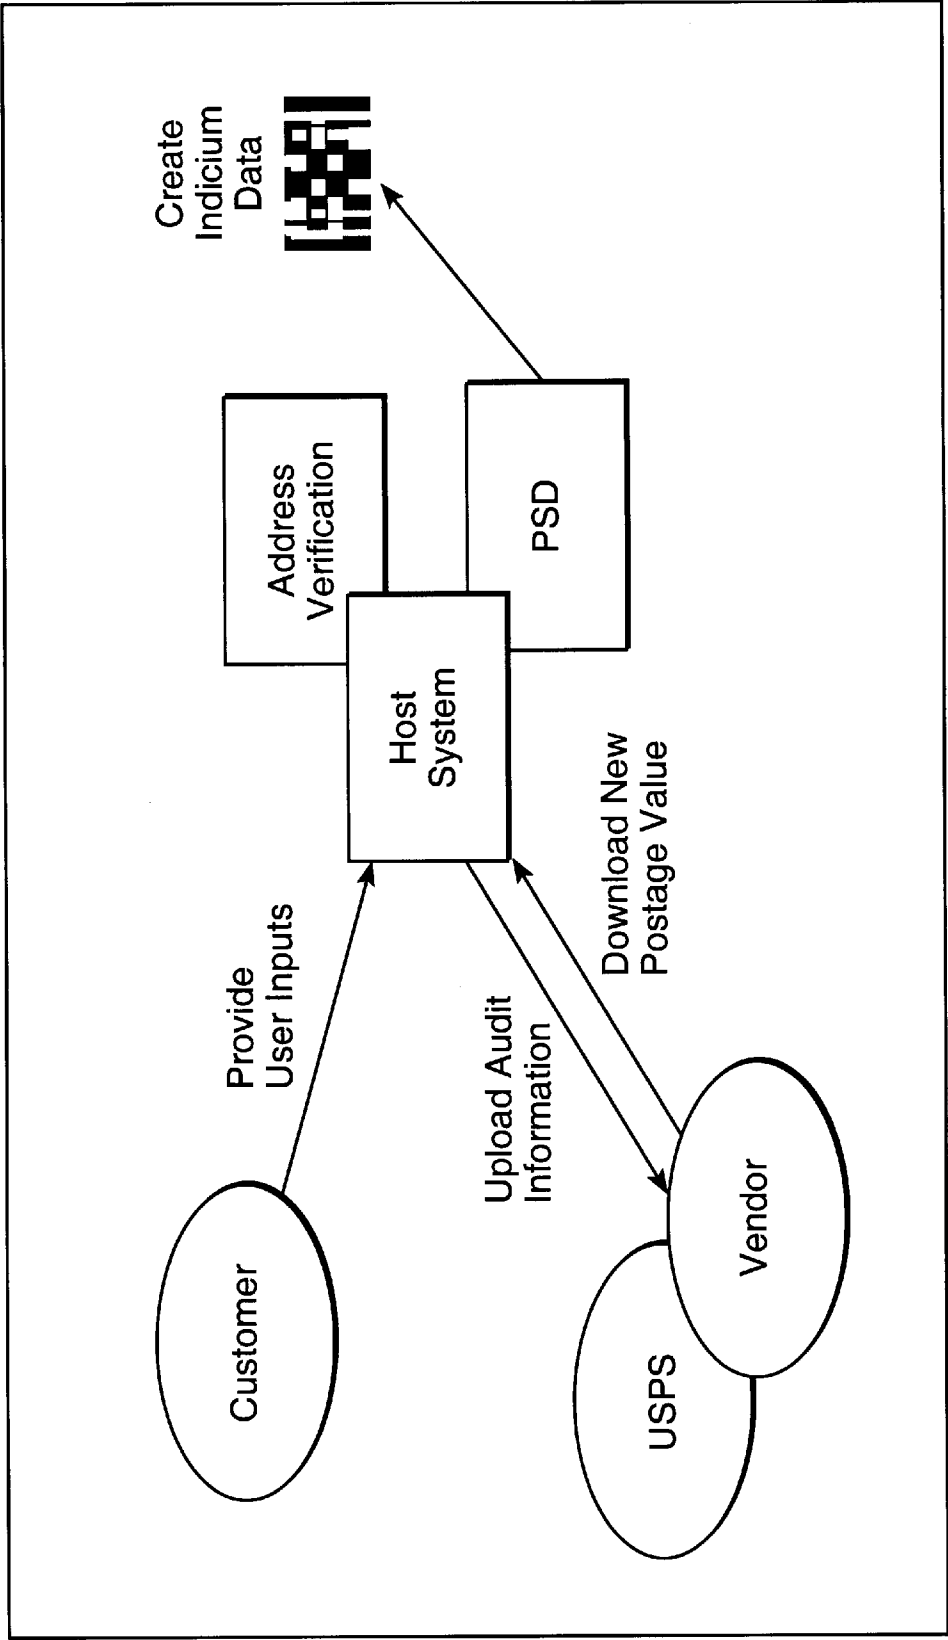 Customer
Provide
User Inputs
USPS
Vendor
Upload Audit
Information
Download New
Postage Value
Host
System
Address
Verification
PSD
Create
Indicium
Data